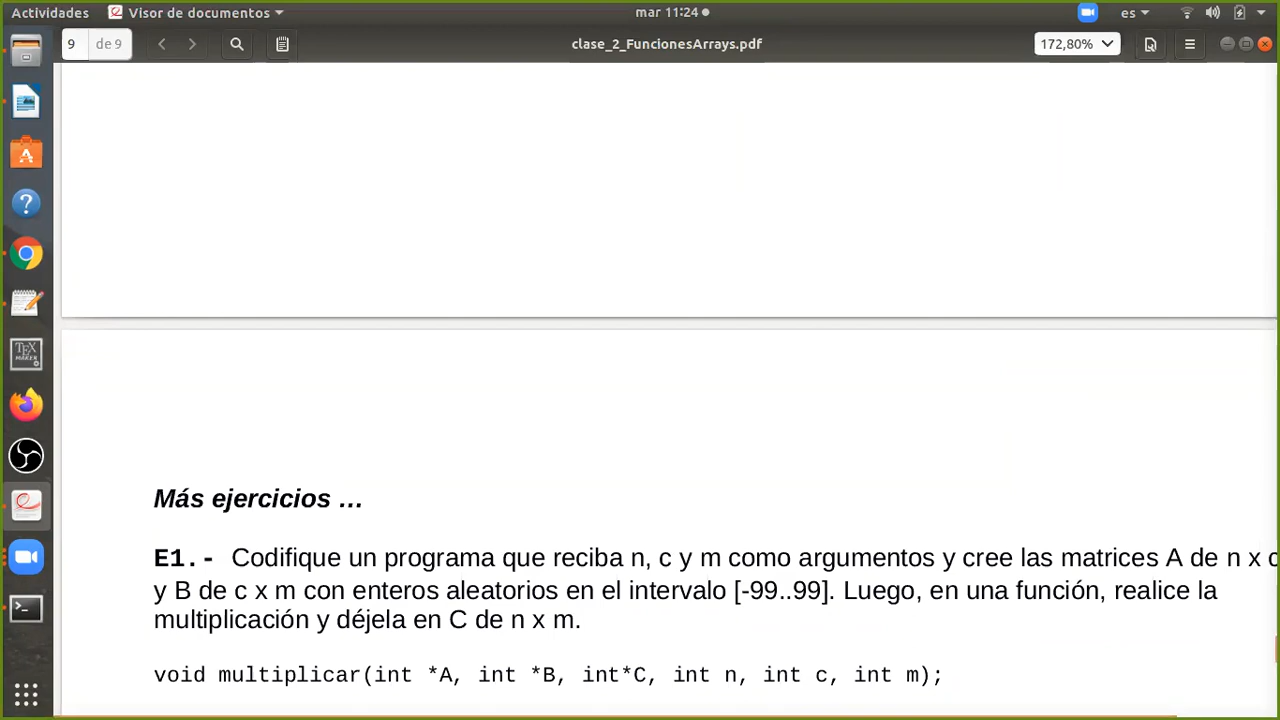 Actividades Visor de documentos mar 11:24 es
9 de 9 clase_2_FuncionesArrays.pdf 172,80%
Más ejercicios …
E1.- Codifique un programa que reciba n, c y m como argumentos y cree las matrices A de n x c
y B de c x m con enteros aleatorios en el intervalo [-99..99]. Luego, en una función, realice la
multiplicación y déjela en C de n x m.
void multiplicar(int *A, int *B, int*C, int n, int c, int m);